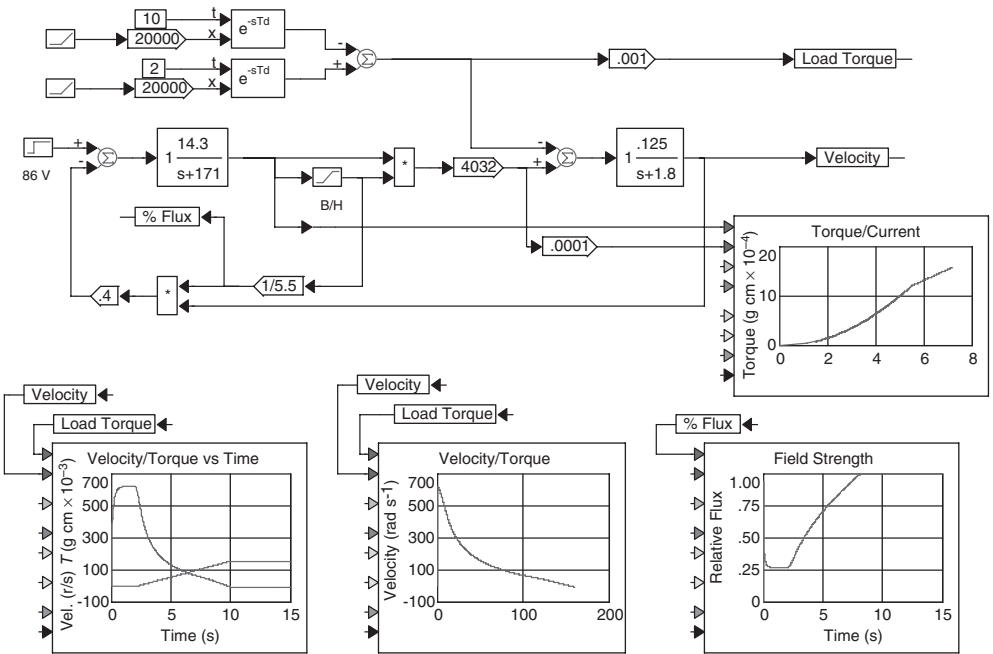 10
t
20000
x
e-sTd
2
t
20000
x
e-sTd
-
+
Σ
.001
Load Torque
86 V
+
-
Σ
1 14.3
s+171
B/H
*
4032
-
+
Σ
1 .125
s+1.8
Velocity
% Flux
.4
*
1/5.5
.0001
Torque/Current
Torque (g cm × 10–4)
20
10
0
0 2 4 6 8
Velocity
Load Torque
Velocity/Torque vs Time
Vel. (r/s) T (g cm × 10–3)
700
500
300
100
-100
0 5 10 15
Time (s)
Velocity
Load Torque
Velocity/Torque
Velocity (rad s-1)
700
500
300
100
-100
0 100 200
% Flux
Field Strength
Relative Flux
1.00
.75
.50
.25
0
0 5 10 15
Time (s)